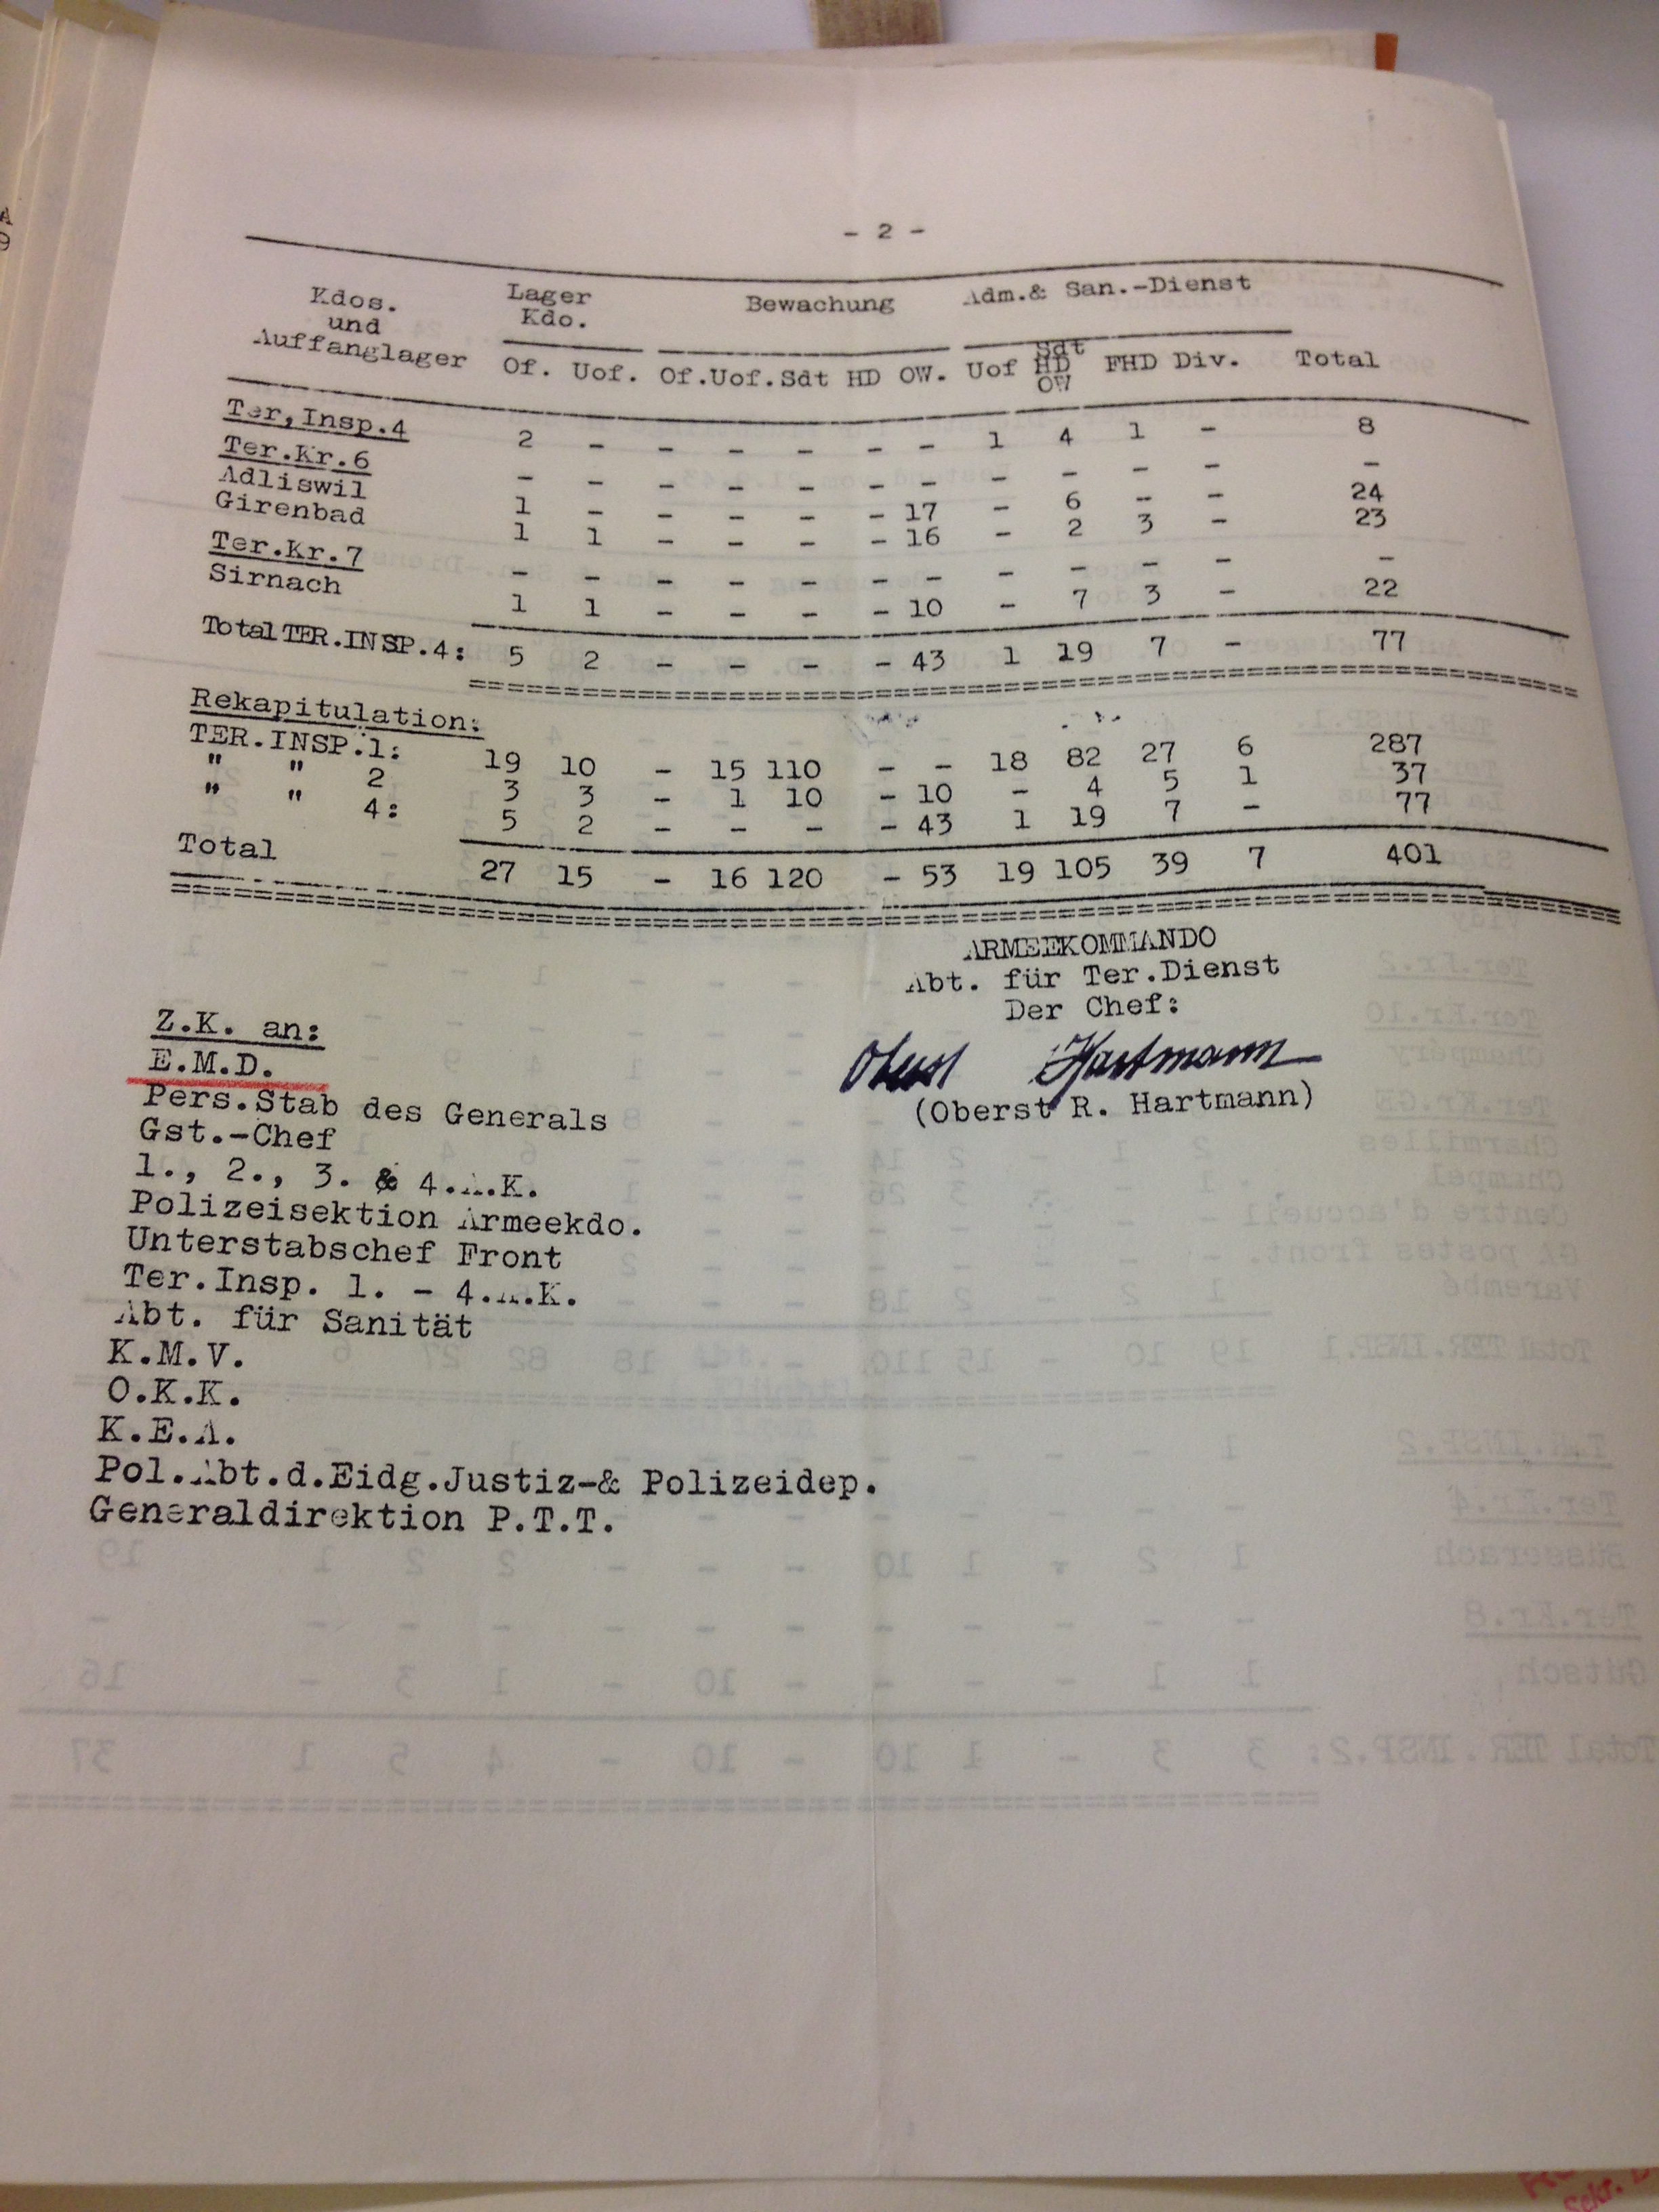 - 2 -
Kdos. und Auffanglager Lager Kdo. Bewachung Adm.& San.-Dienst
Of. Uof. Of. Uof. Sdt HD OW. Uof Sdt HD OW FHD Div. Total
Ter,Insp.4 2 - - - - - - 1 4 1 - 8
Ter.Kr.6 - - - - - - - - - - - -
Adliswil 1 - - - - - 17 - 6 - - 24
Girenbad 1 1 - - - - 16 - 2 3 - 23
Ter.Kr.7 - - - - - - - - - - - -
Sirnach 1 1 - - - - 10 - 7 3 - 22
Total TER.INSP.4: 5 2 - - - - 43 1 19 7 - 77
Rekapitulation:
TER.INSP.1: 19 10 - 15 110 - - 18 82 27 6 287
" " 2 3 3 - 1 10 - 10 - 4 5 1 37
" " 4: 5 2 - - - - 43 1 19 7 - 77
Total 27 15 - 16 120 - 53 19 105 39 7 401
ARMEEKOMMANDO
Abt. für Ter.Dienst
Der Chef:
Oberst Hartmann
(Oberst R. Hartmann)
Z.K. an:
E.M.D.
Pers.Stab des Generals
Gst.-Chef
1., 2., 3. & 4.A.K.
Polizeisektion Armeekdo.
Unterstabschef Front
Ter.Insp. 1. - 4.A.K.
Abt. für Sanität
K.M.V.
O.K.K.
K.E.A.
Pol.Abt.d.Eidg.Justiz-& Polizeidep.
Generaldirektion P.T.T.